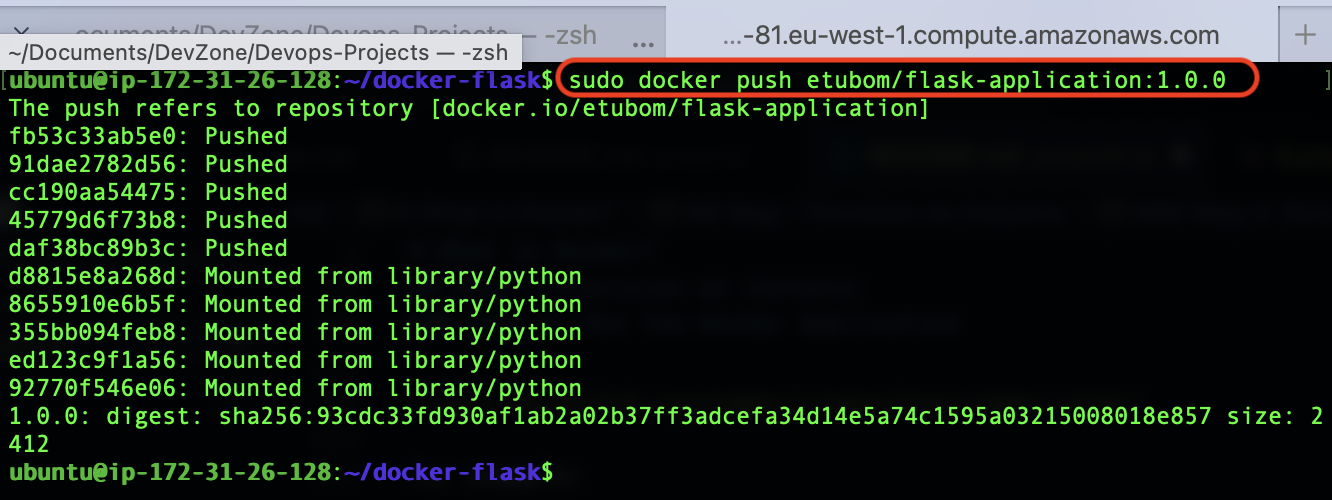 ocuments/DevZone/Devops-Projects — -zsh ... ...-81.eu-west-1.compute.amazonaws.com +
~/Documents/DevZone/Devops-Projects — -zsh
ubuntu@ip-172-31-26-128:~/docker-flask$ sudo docker push etubom/flask-application:1.0.0
The push refers to repository [docker.io/etubom/flask-application]
fb53c33ab5e0: Pushed
91dae2782d56: Pushed
cc190aa54475: Pushed
45779d6f73b8: Pushed
daf38bc89b3c: Pushed
d8815e8a268d: Mounted from library/python
8655910e6b5f: Mounted from library/python
355bb094feb8: Mounted from library/python
ed123c9f1a56: Mounted from library/python
92770f546e06: Mounted from library/python
1.0.0: digest: sha256:93cdc33fd930af1ab2a02b37ff3adcefa34d14e5a74c1595a03215008018e857 size: 2
412
ubuntu@ip-172-31-26-128:~/docker-flask$